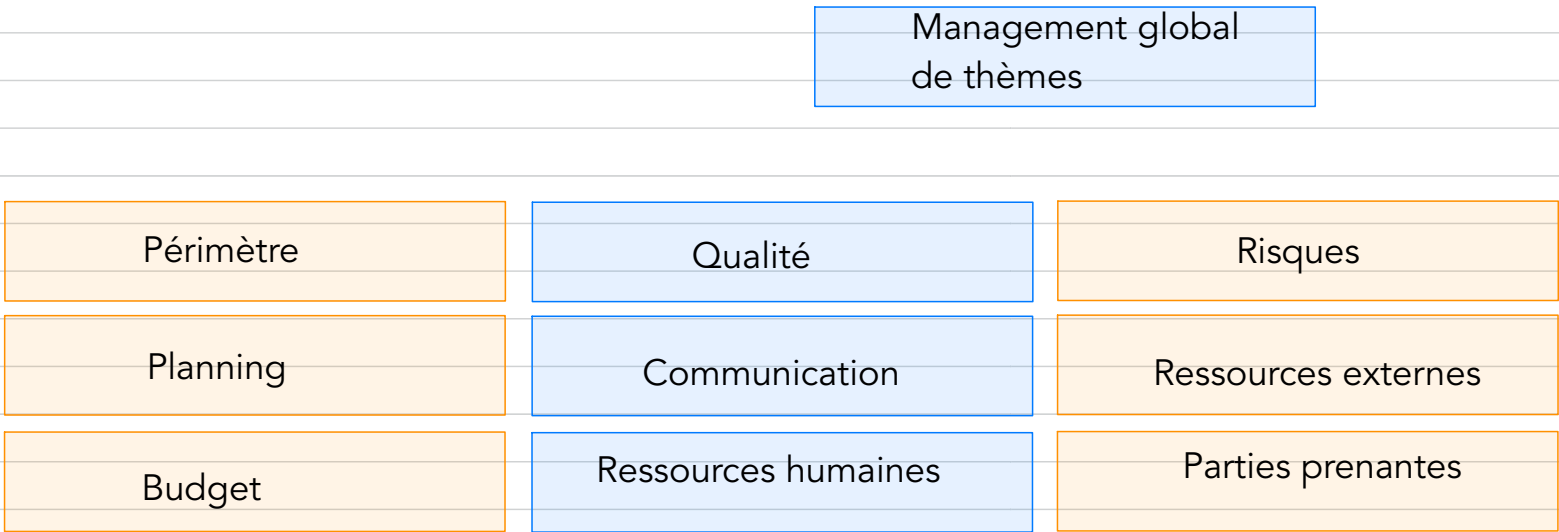 Management global
de thèmes
Périmètre
Qualité
Risques
Planning
Communication
Ressources externes
Budget
Ressources humaines
Parties prenantes